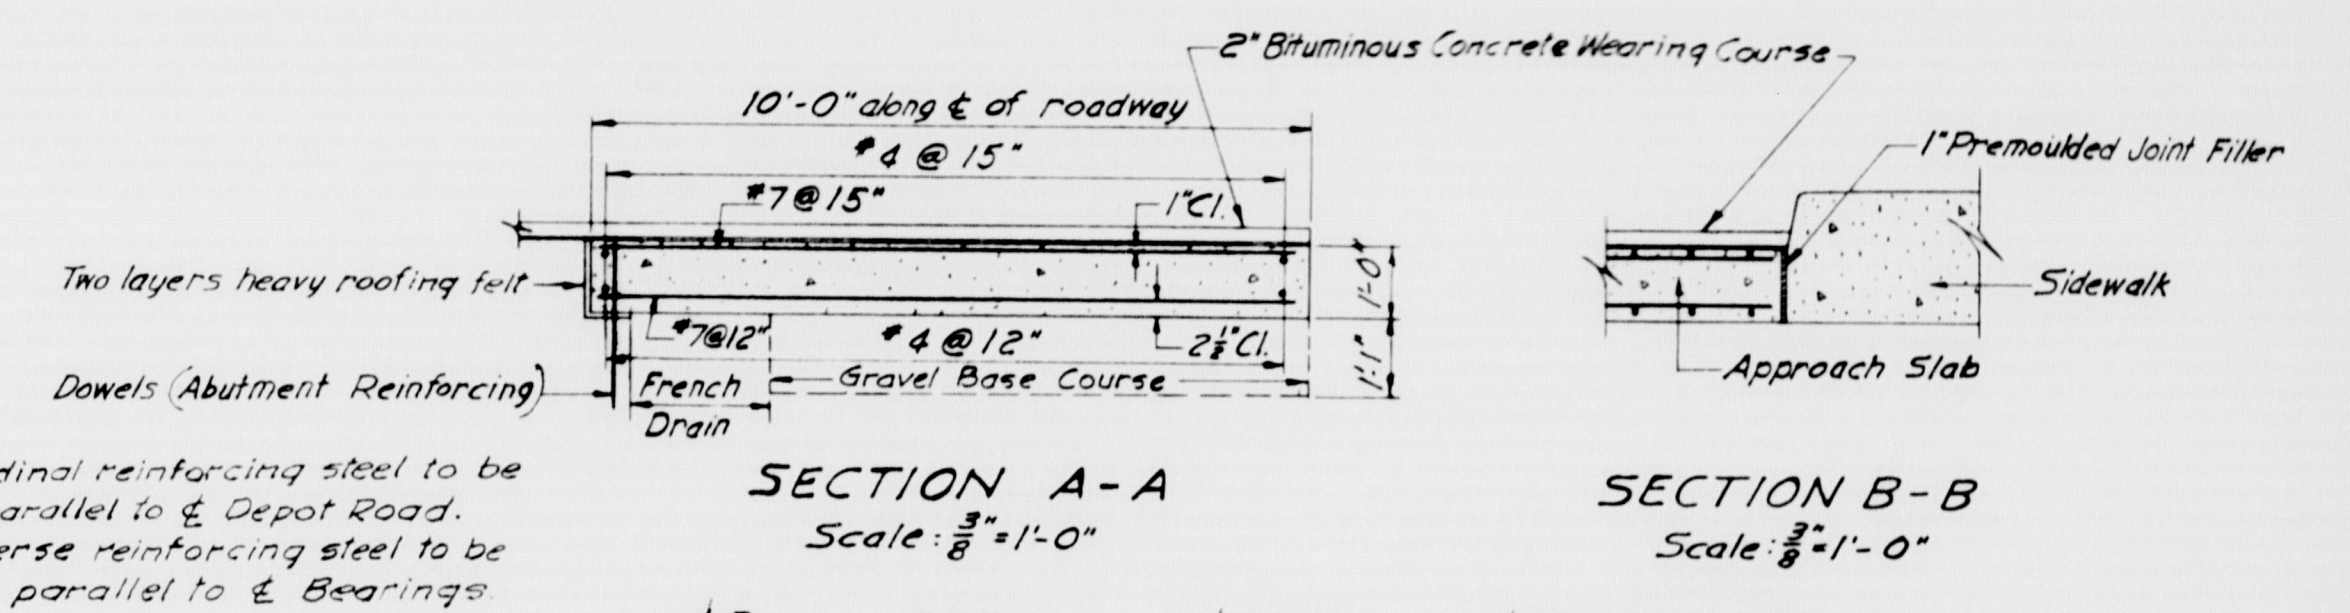 2" Bituminous Concrete Wearing Course
10'-0" along ℄ of roadway
#4 @ 15"
1" Premoulded Joint Filler
#7 @ 15"
1" Cl.
Two layers heavy roofing felt
1'-0"
Sidewalk
#7@12"
#4 @ 12"
2½" Cl.
1'-1"
Approach Slab
Dowels (Abutment Reinforcing)
French
Drain
Gravel Base Course
dinal reinforcing steel to be
arallel to ℄ Depot Road.
erse reinforcing steel to be
parallel to ℄ Bearings.
SECTION A-A
Scale: 3/8" = 1'-0"
SECTION B-B
Scale: 3/8" = 1'-0"